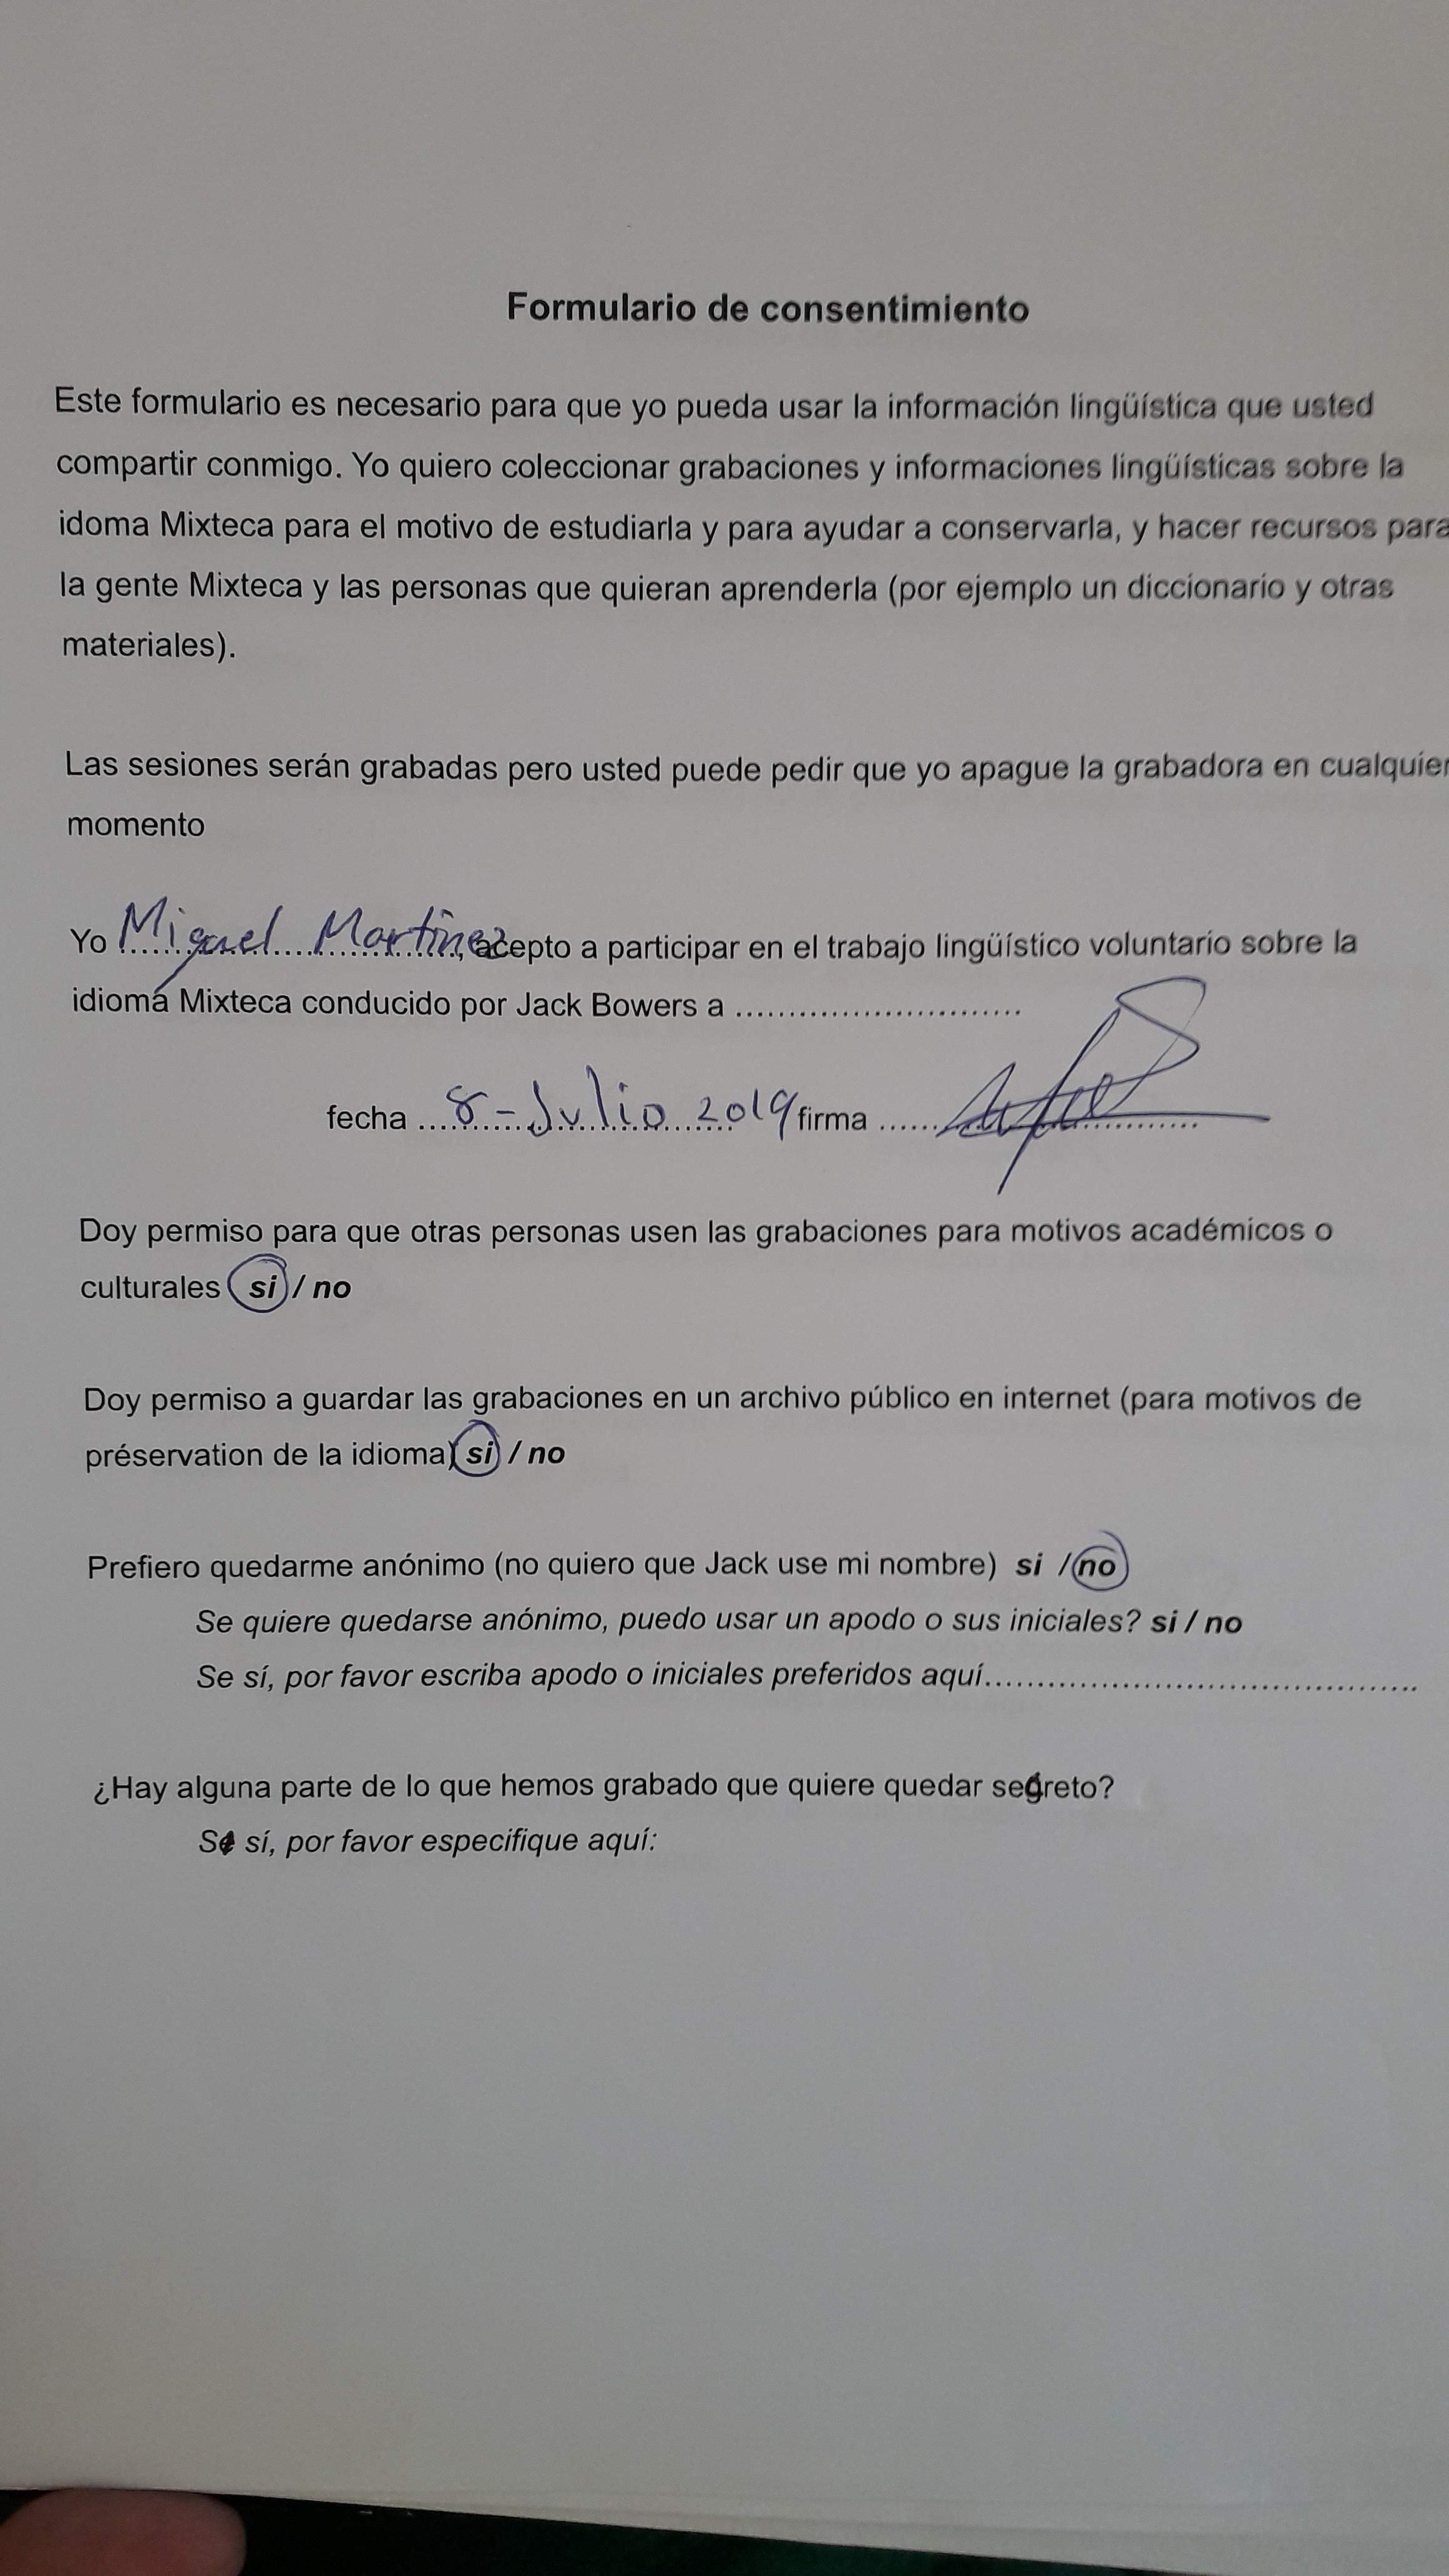 Formulario de consentimiento
Este formulario es necesario para que yo pueda usar la información lingüística que usted
compartir conmigo. Yo quiero coleccionar grabaciones y informaciones lingüísticas sobre la
idoma Mixteca para el motivo de estudiarla y para ayudar a conservarla, y hacer recursos para
la gente Mixteca y las personas que quieran aprenderla (por ejemplo un diccionario y otras
materiales).
Las sesiones serán grabadas pero usted puede pedir que yo apague la grabadora en cualquier
momento
Yo Miguel Martinez, acepto a participar en el trabajo lingüístico voluntario sobre la
idioma Mixteca conducido por Jack Bowers a ...........................
fecha 8-Julio 2019 firma ......
Doy permiso para que otras personas usen las grabaciones para motivos académicos o
culturales si / no
Doy permiso a guardar las grabaciones en un archivo público en internet (para motivos de
préservation de la idioma) si / no
Prefiero quedarme anónimo (no quiero que Jack use mi nombre) si / no
Se quiere quedarse anónimo, puedo usar un apodo o sus iniciales? si / no
Se sí, por favor escriba apodo o iniciales preferidos aquí..........................................
¿Hay alguna parte de lo que hemos grabado que quiere quedar segreto?
Si sí, por favor especifique aquí: